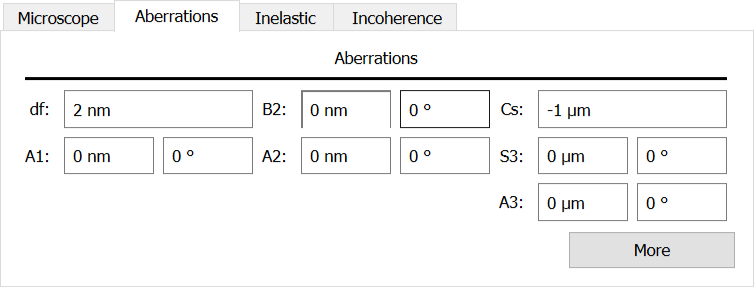 Microscope Aberrations Inelastic Incoherence
Aberrations
df: 2 nm B2: 0 nm 0 ° Cs: -1 µm
A1: 0 nm 0 ° A2: 0 nm 0 ° S3: 0 µm 0 °
A3: 0 µm 0 °
More